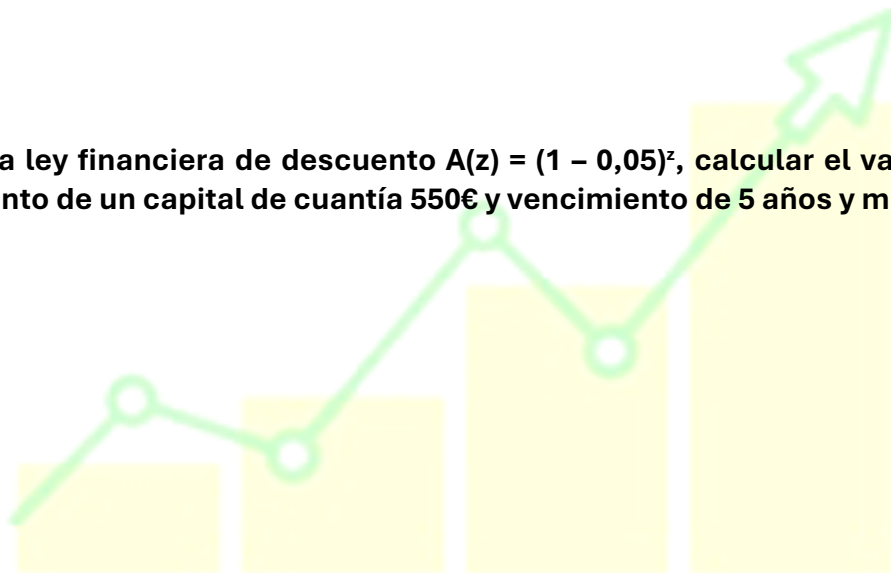 a ley financiera de descuento A(z) = (1 – 0,05)ᶻ, calcular el va
nto de un capital de cuantía 550€ y vencimiento de 5 años y m